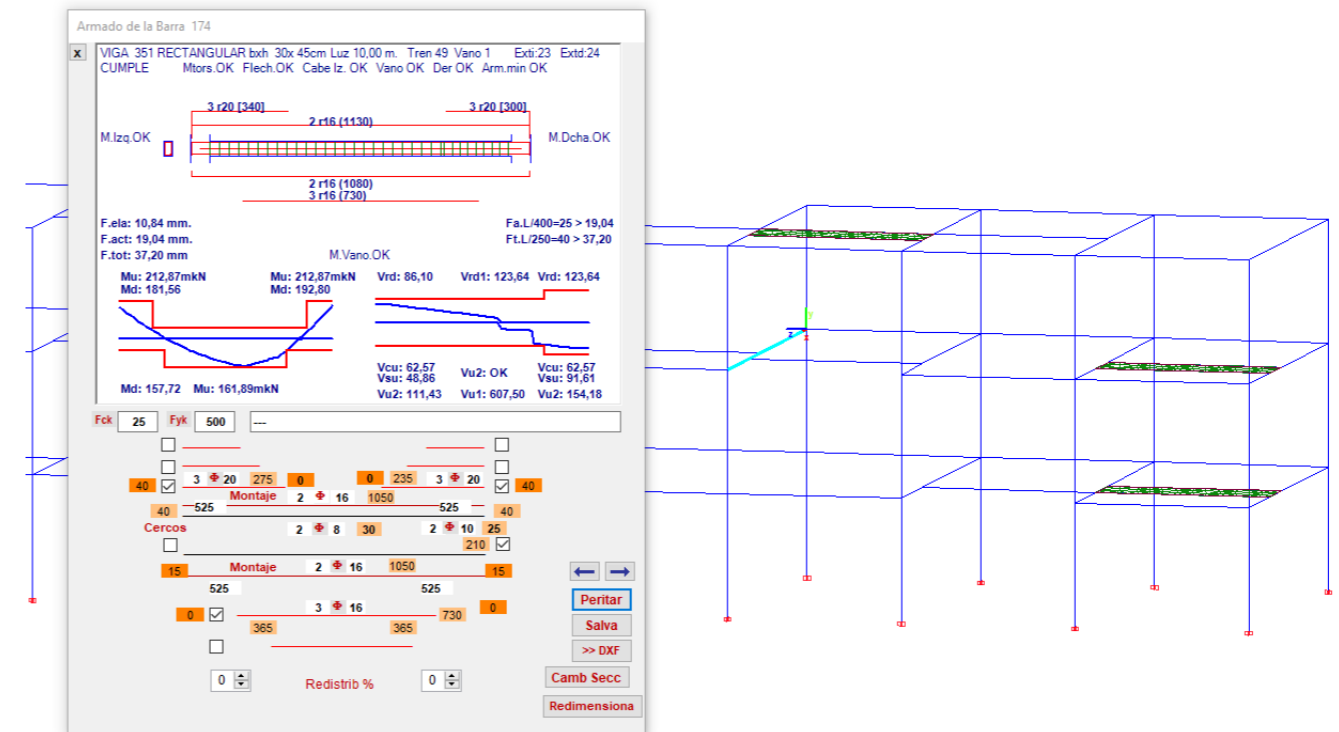 Armado de la Barra 174
x
VIGA 351 RECTANGULAR bxh 30x 45cm Luz 10,00 m. Tren 49 Vano 1 Exti:23 Extd:24
CUMPLE Mtors.OK Flech.OK Cabe Iz. OK Vano OK Der OK Arm.min OK
3 r20 [340] 3 r20 [300]
2 r16 (1130)
M.Izq.OK M.Dcha.OK
2 r16 (1080)
3 r16 (730)
F.ela: 10,84 mm. Fa.L/400=25 > 19,04
F.act: 19,04 mm. Ft.L/250=40 > 37,20
F.tot: 37,20 mm M.Vano.OK
Mu: 212,87mkN Mu: 212,87mkN Vrd: 86,10 Vrd1: 123,64 Vrd: 123,64
Md: 181,56 Md: 192,80
Vcu: 62,57 Vu2: OK Vcu: 62,57
Vsu: 48,86 Vsu: 91,61
Md: 157,72 Mu: 161,89mkN Vu2: 111,43 Vu1: 607,50 Vu2: 154,18
Fck 25 Fyk 500 ---
40 3 Φ 20 275 0 0 235 3 Φ 20 40
Montaje 2 Φ 16 1050
40 525 525 40
Cercos 2 Φ 8 30 2 Φ 10 25
210
15 Montaje 2 Φ 16 1050 15
525 525
0 3 Φ 16 730 0
365 365
0 Redistrib % 0
← →
Peritar
Salva
>> DXF
Camb Secc
Redimensiona
y
z